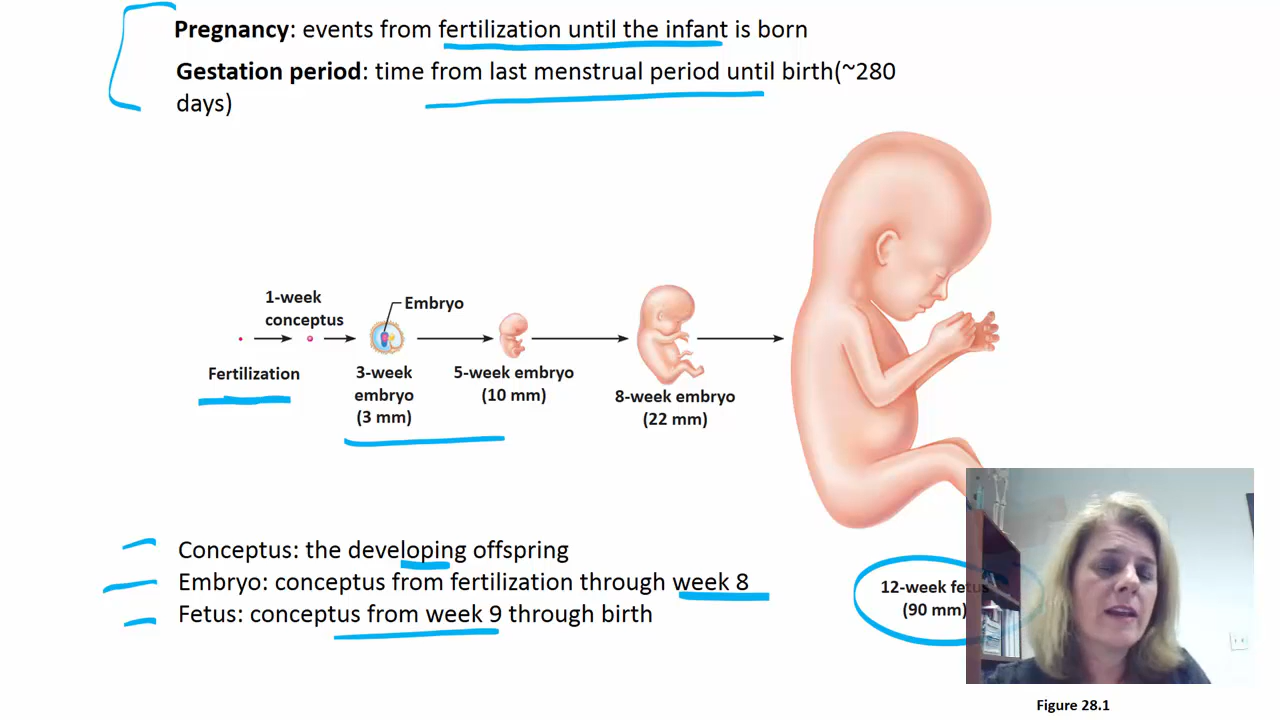 Pregnancy: events from fertilization until the infant is born
Gestation period: time from last menstrual period until birth(~280
days)
1-week
conceptus
Embryo
Fertilization
3-week
embryo
(3 mm)
5-week embryo
(10 mm)
8-week embryo
(22 mm)
Conceptus: the developing offspring
Embryo: conceptus from fertilization through week 8
Fetus: conceptus from week 9 through birth
12-week fetus
(90 mm)
Figure 28.1